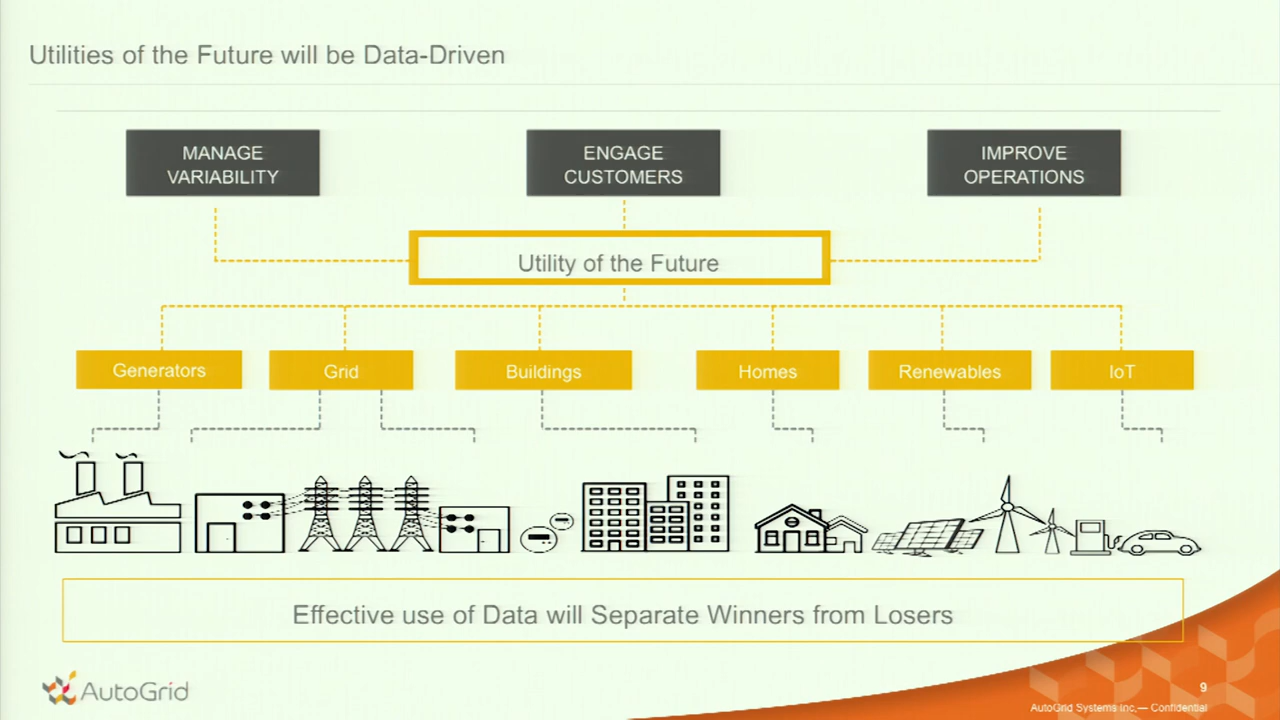 Utilities of the Future will be Data-Driven
MANAGE
VARIABILITY
ENGAGE
CUSTOMERS
IMPROVE
OPERATIONS
Utility of the Future
Generators
Grid
Buildings
Homes
Renewables
IoT
Effective use of Data will Separate Winners from Losers
AutoGrid
9
AutoGrid Systems Inc.— Confidential